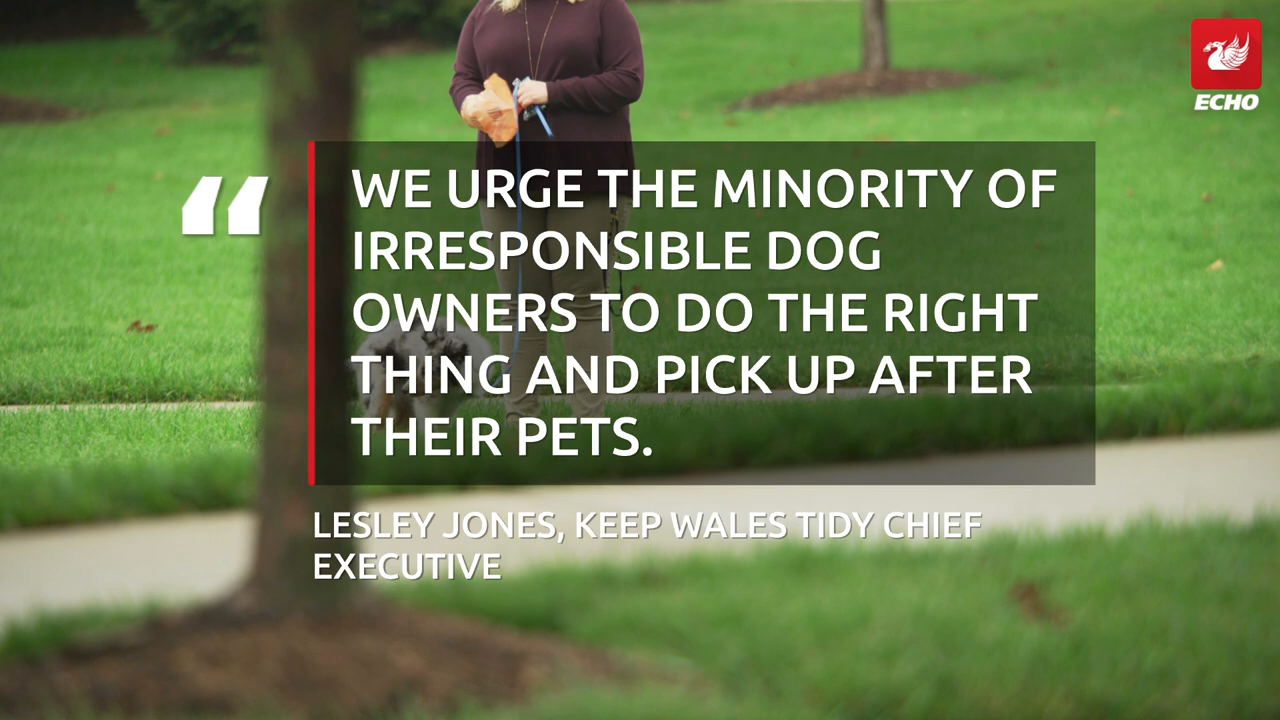 ECHO
“
WE URGE THE MINORITY OF
IRRESPONSIBLE DOG
OWNERS TO DO THE RIGHT
THING AND PICK UP AFTER
THEIR PETS.
LESLEY JONES, KEEP WALES TIDY CHIEF
EXECUTIVE